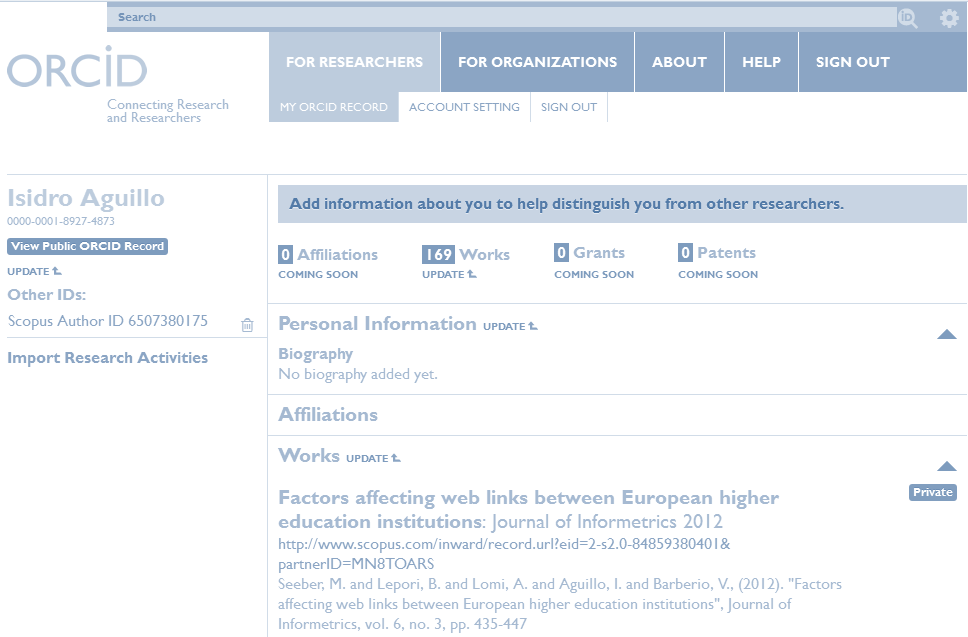 Search
iD
ORCiD
Connecting Research
and Researchers
FOR RESEARCHERS
FOR ORGANIZATIONS
ABOUT
HELP
SIGN OUT
MY ORCID RECORD
ACCOUNT SETTING
SIGN OUT
Isidro Aguillo
0000-0001-8927-4873
View Public ORCID Record
UPDATE
Other IDs:
Scopus Author ID 6507380175
Import Research Activities
Add information about you to help distinguish you from other researchers.
0 Affiliations
COMING SOON
169 Works
UPDATE
0 Grants
COMING SOON
0 Patents
COMING SOON
Personal Information UPDATE
Biography
No biography added yet.
Affiliations
Works UPDATE
Private
Factors affecting web links between European higher
education institutions: Journal of Informetrics 2012
http://www.scopus.com/inward/record.url?eid=2-s2.0-84859380401&
partnerID=MN8TOARS
Seeber, M. and Lepori, B. and Lomi, A. and Aguillo, I. and Barberio, V., (2012). "Factors
affecting web links between European higher education institutions", Journal of
Informetrics, vol. 6, no. 3, pp. 435-447